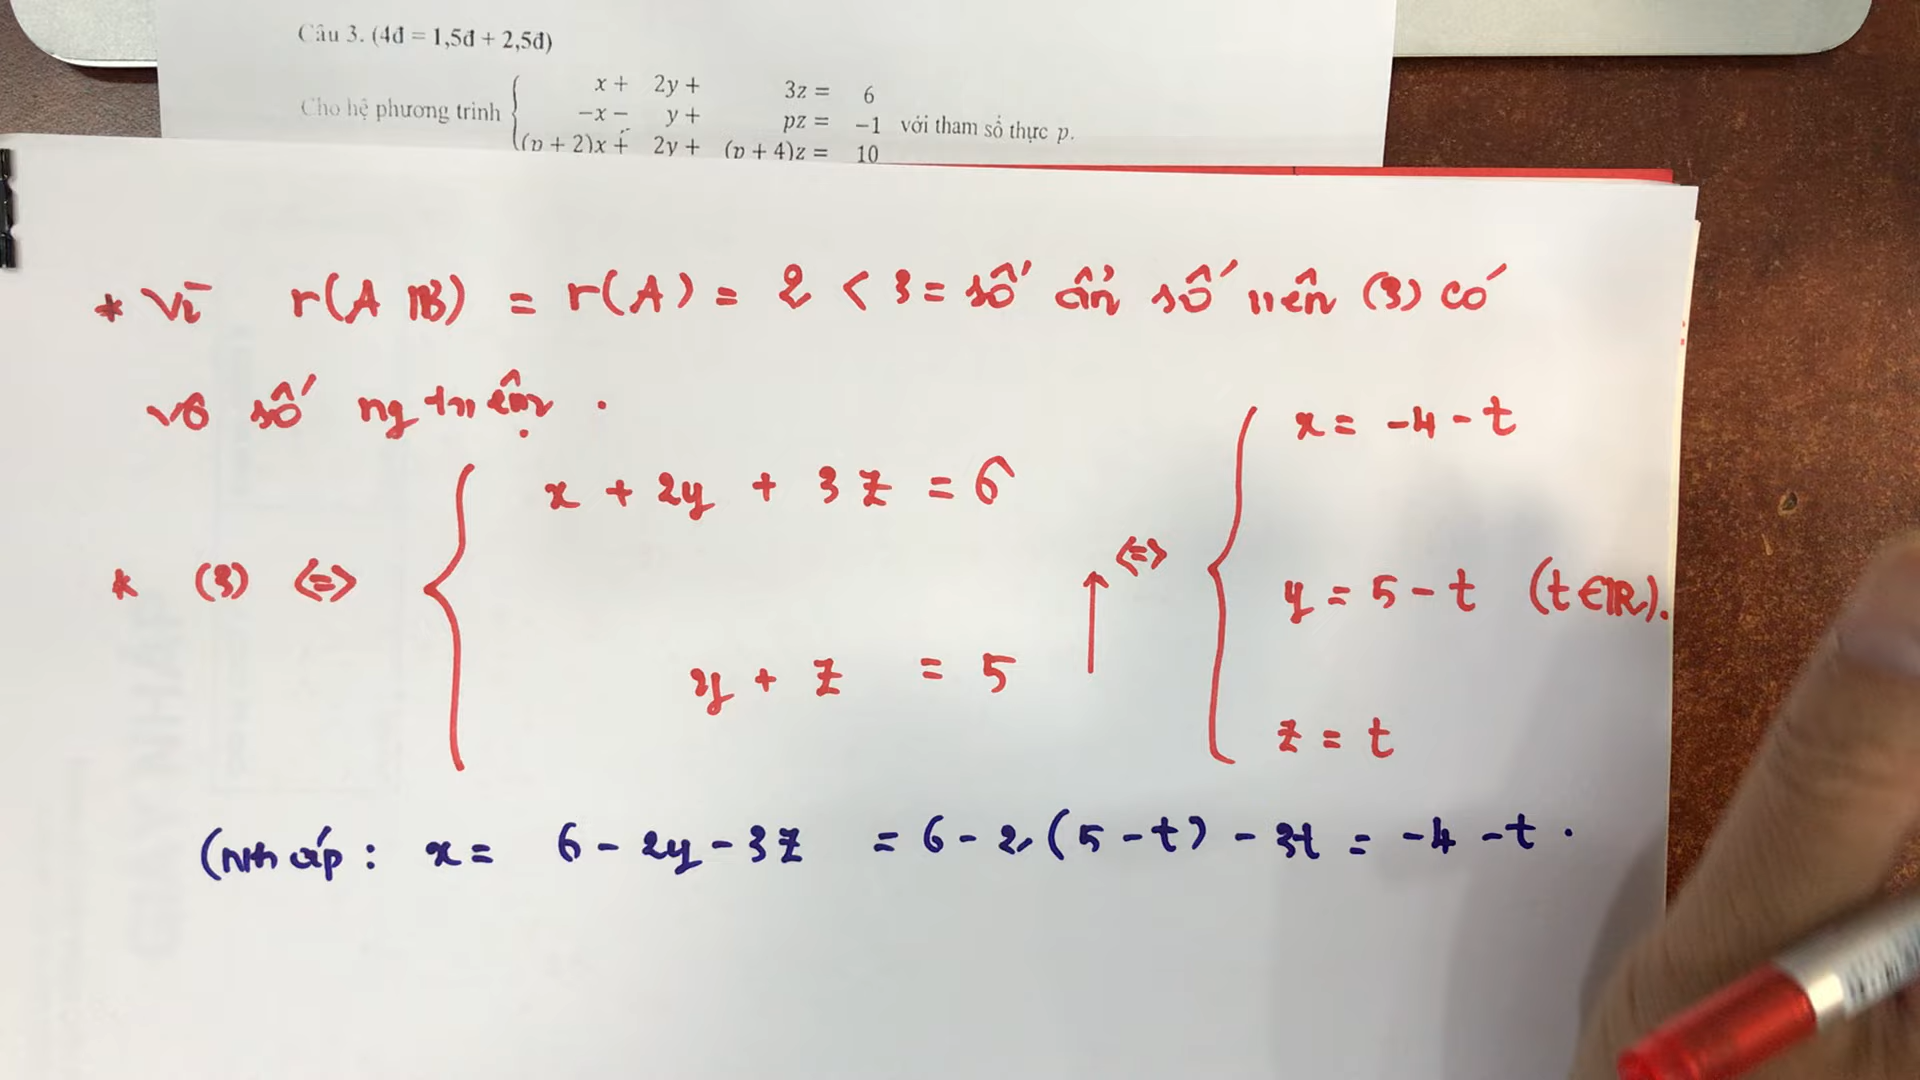 Câu 3. (4đ = 1,5đ + 2,5đ)
x + 2y + 3z = 6
Cho hệ phương trình −x − y + pz = −1 với tham số thực p.
(p + 2)x + 2y + (p + 4)z = 10
* Vì r(A|B) = r(A) = 2 < 3 = số ẩn số nên (3) có
vô số nghiệm.
x = -4 - t
x + 2y + 3z = 6
* (3) <=> <=>
y = 5 - t (t ∈ ℝ).
y + z = 5
z = t
(Nháp: x = 6 - 2y - 3z = 6 - 2.(5 - t) - 3t = -4 - t.